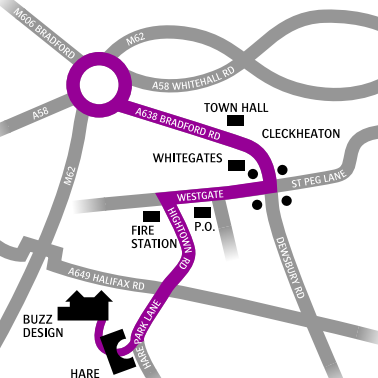 M606 BRADFORD
M62
A58 WHITEHALL RD
A58
TOWN HALL
A638 BRADFORD RD
CLECKHEATON
WHITEGATES
M62
ST PEG LANE
WESTGATE
HIGHTOWN RD
P.O.
FIRE
STATION
DEWSBURY RD
A649 HALIFAX RD
BUZZ
DESIGN
HARE PARK LANE
HARE